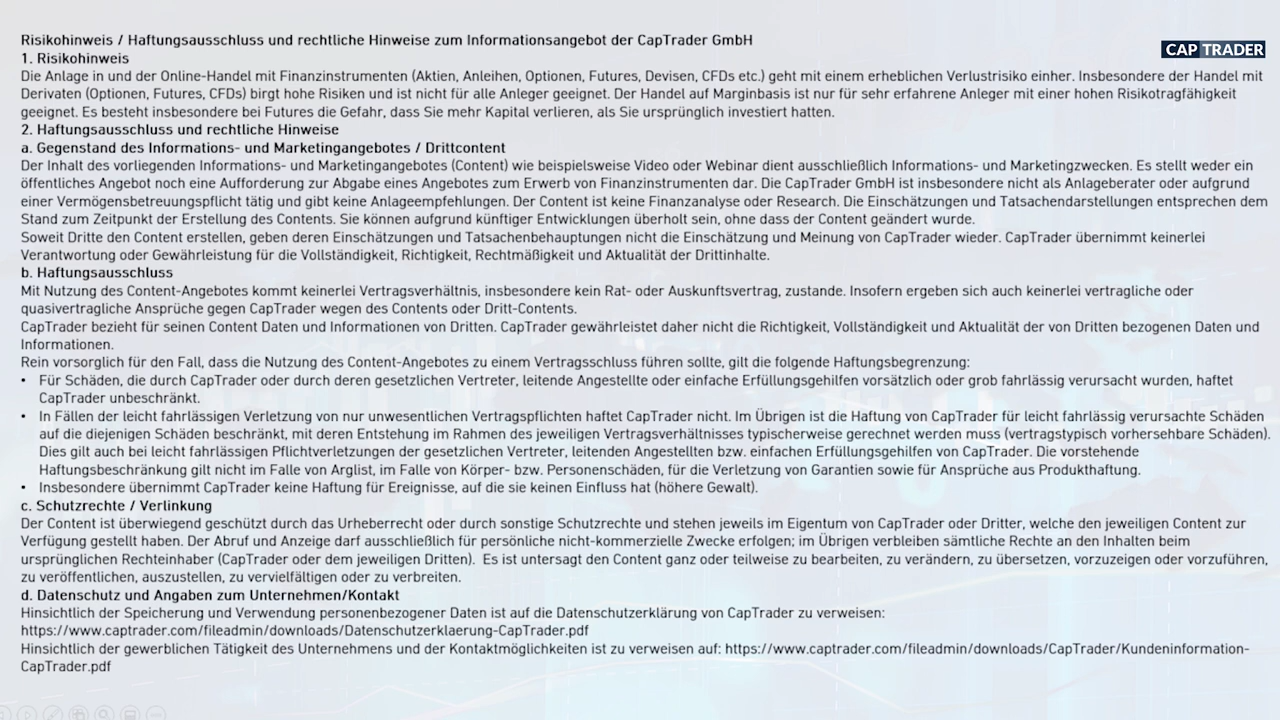 Risikohinweis / Haftungsausschluss und rechtliche Hinweise zum Informationsangebot der CapTrader GmbH
CAP TRADER
1. Risikohinweis
Die Anlage in und der Online-Handel mit Finanzinstrumenten (Aktien, Anleihen, Optionen, Futures, Devisen, CFDs etc.) geht mit einem erheblichen Verlustrisiko einher. Insbesondere der Handel mit
Derivaten (Optionen, Futures, CFDs) birgt hohe Risiken und ist nicht für alle Anleger geeignet. Der Handel auf Marginbasis ist nur für sehr erfahrene Anleger mit einer hohen Risikotragfähigkeit
geeignet. Es besteht insbesondere bei Futures die Gefahr, dass Sie mehr Kapital verlieren, als Sie ursprünglich investiert hatten.
2. Haftungsausschluss und rechtliche Hinweise
a. Gegenstand des Informations- und Marketingangebotes / Drittcontent
Der Inhalt des vorliegenden Informations- und Marketingangebotes (Content) wie beispielsweise Video oder Webinar dient ausschließlich Informations- und Marketingzwecken. Es stellt weder ein
öffentliches Angebot noch eine Aufforderung zur Abgabe eines Angebotes zum Erwerb von Finanzinstrumenten dar. Die CapTrader GmbH ist insbesondere nicht als Anlageberater oder aufgrund
einer Vermögensbetreuungspflicht tätig und gibt keine Anlageempfehlungen. Der Content ist keine Finanzanalyse oder Research. Die Einschätzungen und Tatsachendarstellungen entsprechen dem
Stand zum Zeitpunkt der Erstellung des Contents. Sie können aufgrund künftiger Entwicklungen überholt sein, ohne dass der Content geändert wurde.
Soweit Dritte den Content erstellen, geben deren Einschätzungen und Tatsachenbehauptungen nicht die Einschätzung und Meinung von CapTrader wieder. CapTrader übernimmt keinerlei
Verantwortung oder Gewährleistung für die Vollständigkeit, Richtigkeit, Rechtmäßigkeit und Aktualität der Drittinhalte.
b. Haftungsausschluss
Mit Nutzung des Content-Angebotes kommt keinerlei Vertragsverhältnis, insbesondere kein Rat- oder Auskunftsvertrag, zustande. Insofern ergeben sich auch keinerlei vertragliche oder
quasivertragliche Ansprüche gegen CapTrader wegen des Contents oder Dritt-Contents.
CapTrader bezieht für seinen Content Daten und Informationen von Dritten. CapTrader gewährleistet daher nicht die Richtigkeit, Vollständigkeit und Aktualität der von Dritten bezogenen Daten und
Informationen.
Rein vorsorglich für den Fall, dass die Nutzung des Content-Angebotes zu einem Vertragsschluss führen sollte, gilt die folgende Haftungsbegrenzung:
• Für Schäden, die durch CapTrader oder durch deren gesetzlichen Vertreter, leitende Angestellte oder einfache Erfüllungsgehilfen vorsätzlich oder grob fahrlässig verursacht wurden, haftet
CapTrader unbeschränkt.
• In Fällen der leicht fahrlässigen Verletzung von nur unwesentlichen Vertragspflichten haftet CapTrader nicht. Im Übrigen ist die Haftung von CapTrader für leicht fahrlässig verursachte Schäden
auf die diejenigen Schäden beschränkt, mit deren Entstehung im Rahmen des jeweiligen Vertragsverhältnisses typischerweise gerechnet werden muss (vertragstypisch vorhersehbare Schäden).
Dies gilt auch bei leicht fahrlässigen Pflichtverletzungen der gesetzlichen Vertreter, leitenden Angestellten bzw. einfachen Erfüllungsgehilfen von CapTrader. Die vorstehende
Haftungsbeschränkung gilt nicht im Falle von Arglist, im Falle von Körper- bzw. Personenschäden, für die Verletzung von Garantien sowie für Ansprüche aus Produkthaftung.
• Insbesondere übernimmt CapTrader keine Haftung für Ereignisse, auf die sie keinen Einfluss hat (höhere Gewalt).
c. Schutzrechte / Verlinkung
Der Content ist überwiegend geschützt durch das Urheberrecht oder durch sonstige Schutzrechte und stehen jeweils im Eigentum von CapTrader oder Dritter, welche den jeweiligen Content zur
Verfügung gestellt haben. Der Abruf und Anzeige darf ausschließlich für persönliche nicht-kommerzielle Zwecke erfolgen; im Übrigen verbleiben sämtliche Rechte an den Inhalten beim
ursprünglichen Rechteinhaber (CapTrader oder dem jeweiligen Dritten). Es ist untersagt den Content ganz oder teilweise zu bearbeiten, zu verändern, zu übersetzen, vorzuzeigen oder vorzuführen,
zu veröffentlichen, auszustellen, zu vervielfältigen oder zu verbreiten.
d. Datenschutz und Angaben zum Unternehmen/Kontakt
Hinsichtlich der Speicherung und Verwendung personenbezogener Daten ist auf die Datenschutzerklärung von CapTrader zu verweisen:
https://www.captrader.com/fileadmin/downloads/Datenschutzerklaerung-CapTrader.pdf
Hinsichtlich der gewerblichen Tätigkeit des Unternehmens und der Kontaktmöglichkeiten ist zu verweisen auf: https://www.captrader.com/fileadmin/downloads/CapTrader/Kundeninformation-
CapTrader.pdf